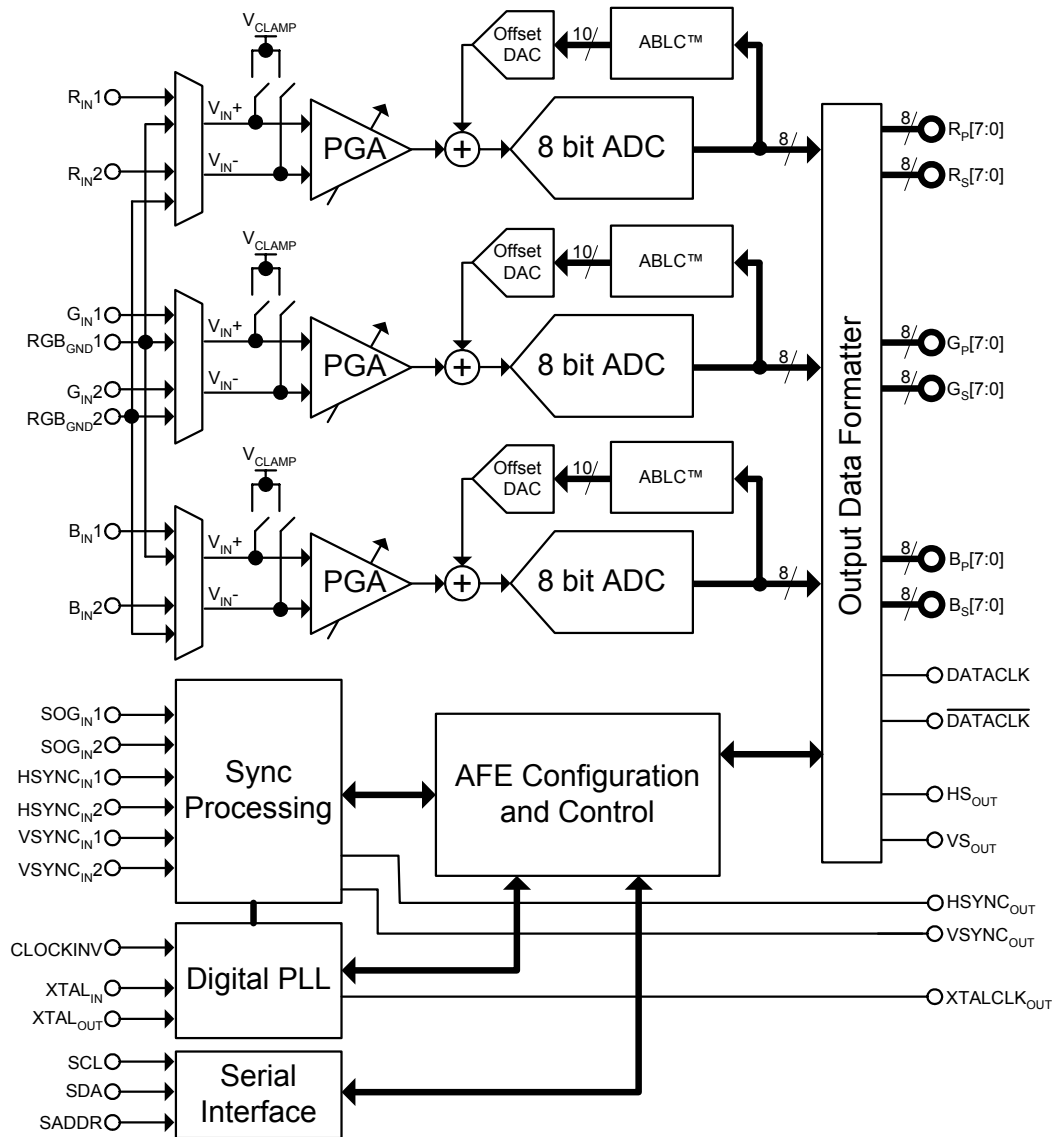 V_CLAMP
Offset DAC
10
ABLC™
R_IN1
R_IN2
V_IN+
V_IN-
PGA
+
8 bit ADC
8
8
R_P[7:0]
8
R_S[7:0]
V_CLAMP
Offset DAC
10
ABLC™
G_IN1
RGB_GND1
G_IN2
RGB_GND2
V_IN+
V_IN-
PGA
+
8 bit ADC
8
8
G_P[7:0]
8
G_S[7:0]
V_CLAMP
Offset DAC
10
ABLC™
B_IN1
B_IN2
V_IN+
V_IN-
PGA
+
8 bit ADC
8
8
B_P[7:0]
8
B_S[7:0]
Output Data Formatter
DATACLK
DATACLK
HS_OUT
VS_OUT
SOG_IN1
SOG_IN2
HSYNC_IN1
HSYNC_IN2
VSYNC_IN1
VSYNC_IN2
Sync
Processing
AFE Configuration
and Control
HSYNC_OUT
VSYNC_OUT
CLOCKINV
XTAL_IN
XTAL_OUT
Digital PLL
XTALCLK_OUT
SCL
SDA
SADDR
Serial
Interface